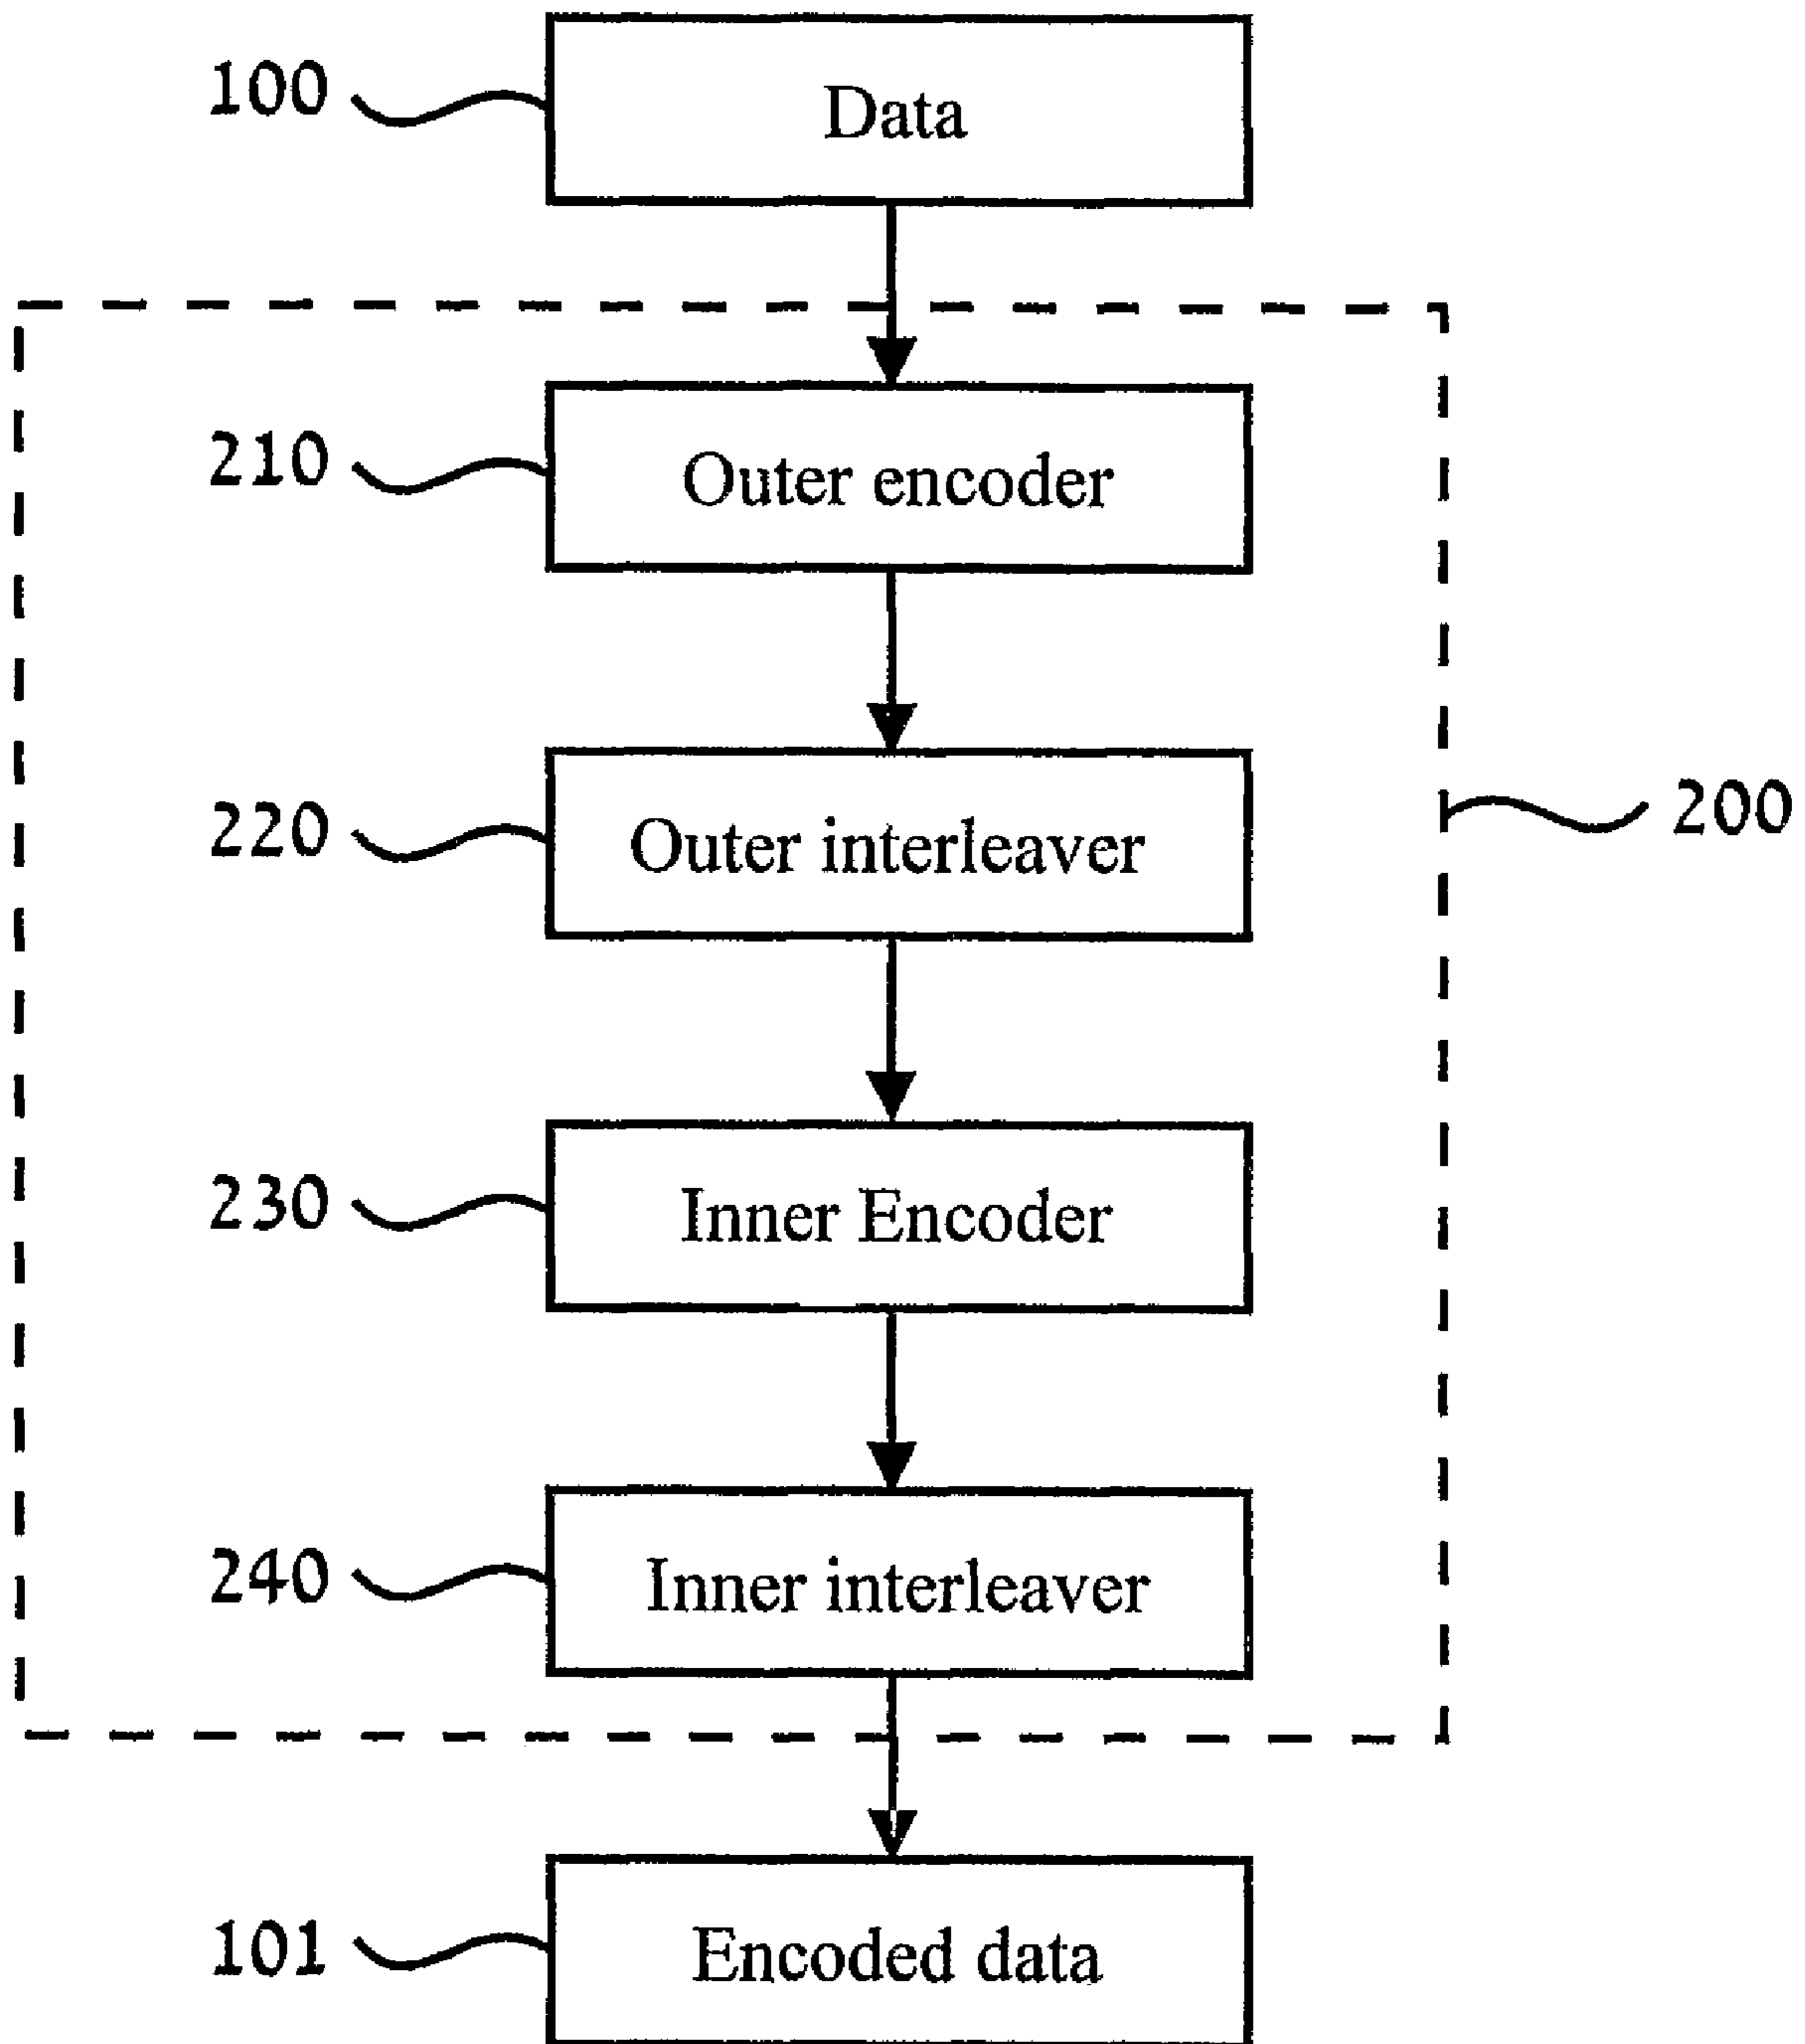 100
Data
210
Outer encoder
220
Outer interleaver
200
230
Inner Encoder
240
Inner interleaver
101
Encoded data